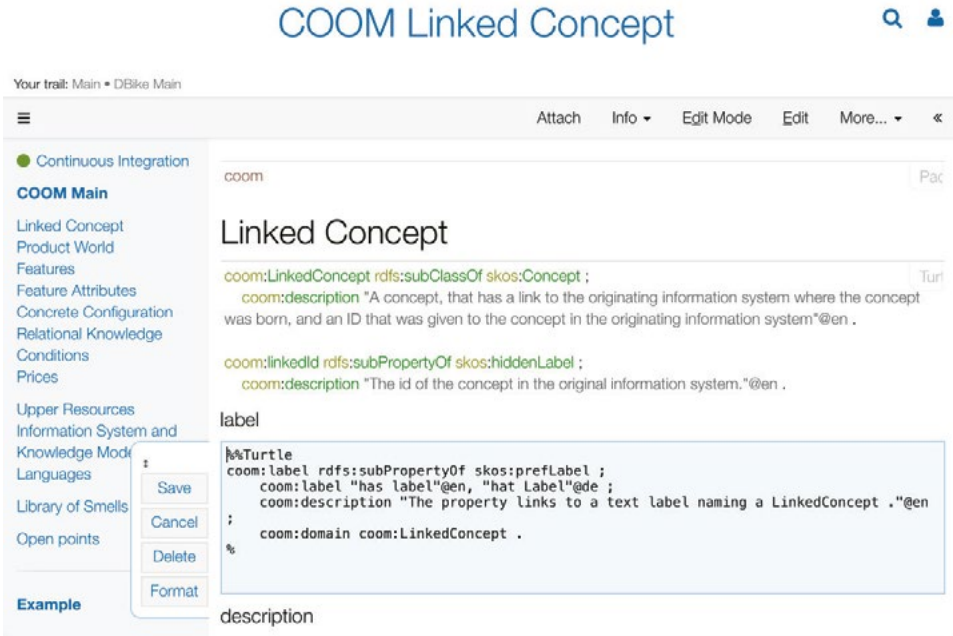 COOM Linked Concept
Your trail: Main • DBike Main
Attach Info Edit Mode Edit More... «
Continuous Integration
COOM Main
Linked Concept
Product World
Features
Feature Attributes
Concrete Configuration
Relational Knowledge
Conditions
Prices
Upper Resources
Information System and
Knowledge Mode
Languages
Library of Smells
Open points
Example
Save
Cancel
Delete
Format
coom
Pac
Linked Concept
Turt
coom:LinkedConcept rdfs:subClassOf skos:Concept ;
coom:description "A concept, that has a link to the originating information system where the concept
was born, and an ID that was given to the concept in the originating information system"@en .
coom:linkedId rdfs:subPropertyOf skos:hiddenLabel ;
coom:description "The id of the concept in the original information system."@en .
label
%%Turtle
coom:label rdfs:subPropertyOf skos:prefLabel ;
coom:label "has label"@en, "hat Label"@de ;
coom:description "The property links to a text label naming a LinkedConcept ."@en
;
coom:domain coom:LinkedConcept .
%
description